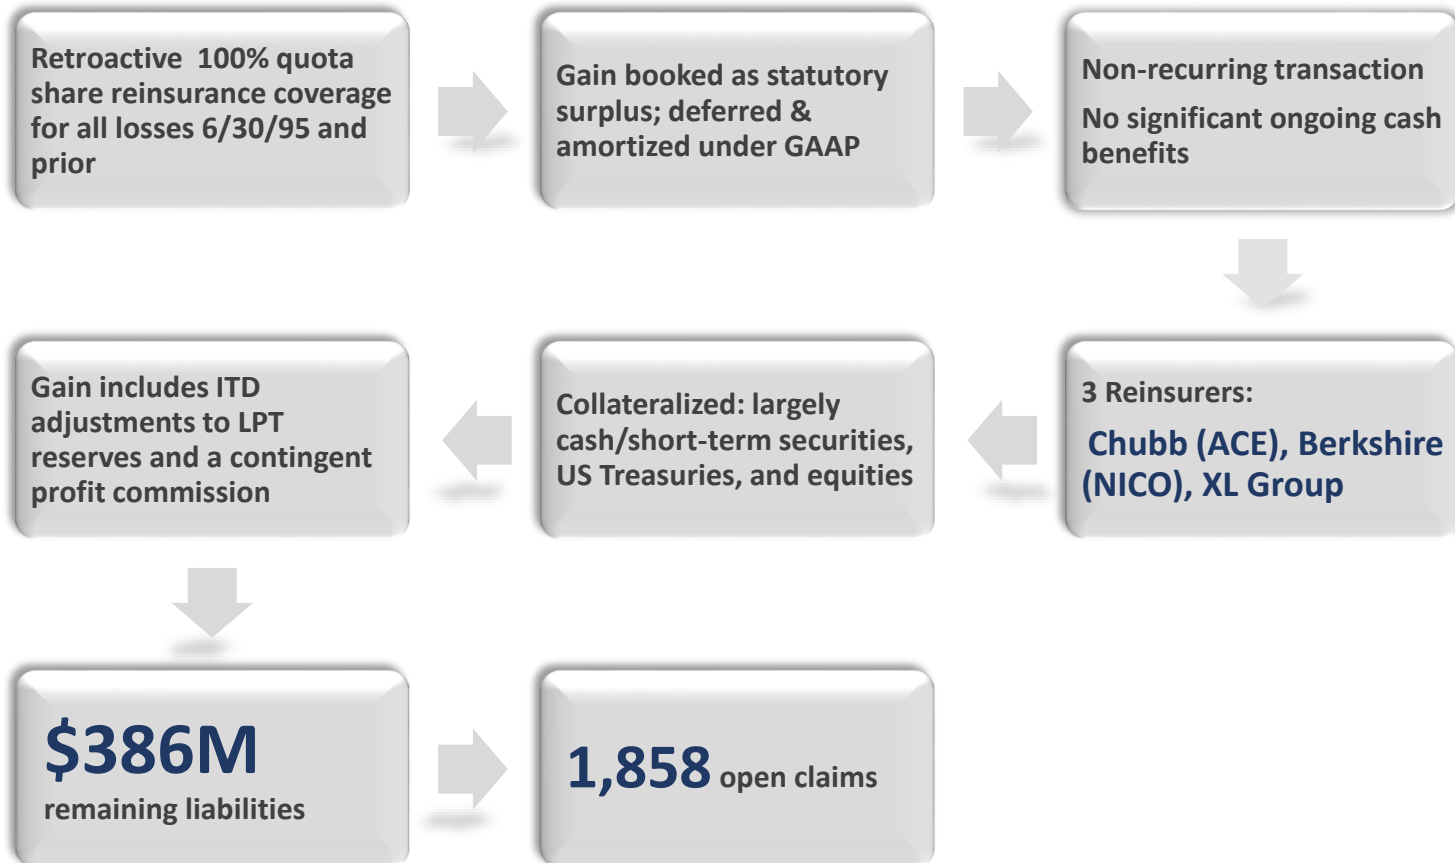 Retroactive 100% quota
share reinsurance coverage
for all losses 6/30/95 and
prior
Gain booked as statutory
surplus; deferred &
amortized under GAAP
Non-recurring transaction
No significant ongoing cash
benefits
3 Reinsurers:
Chubb (ACE), Berkshire
(NICO), XL Group
Collateralized: largely
cash/short-term securities,
US Treasuries, and equities
Gain includes ITD
adjustments to LPT
reserves and a contingent
profit commission
$386M
remaining liabilities
1,858 open claims